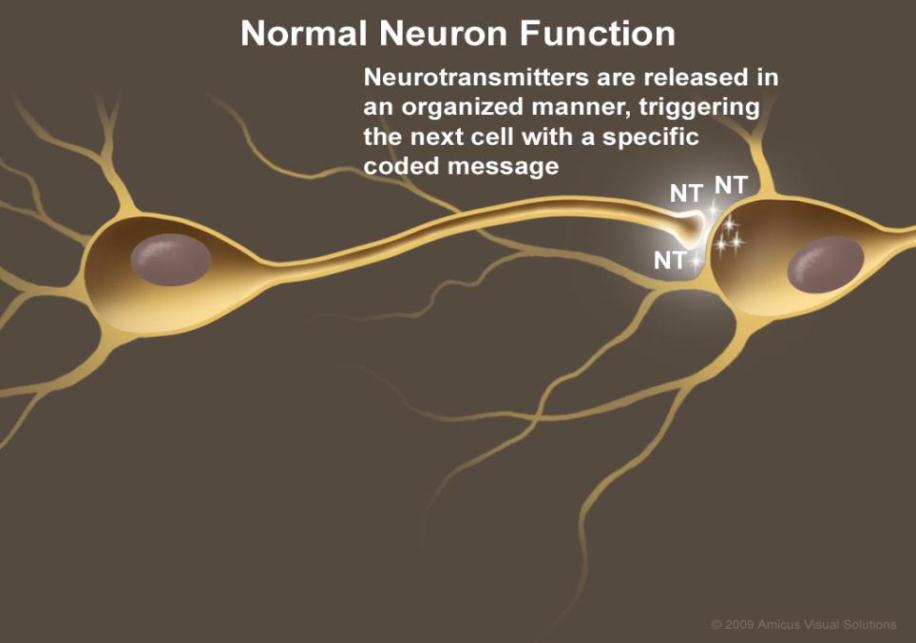 Normal Neuron Function
Neurotransmitters are released in
an organized manner, triggering
the next cell with a specific
coded message
NT NT
NT
© 2009 Amicus Visual Solutions